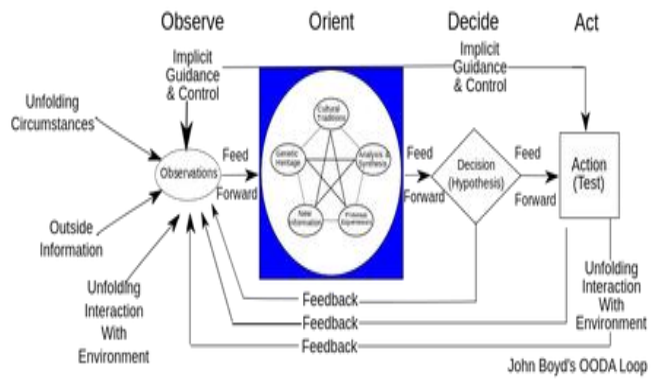 Observe
Orient
Decide
Act
Implicit
Guidance
& Control
Implicit
Guidance
& Control
Unfolding
Circumstances
Observations
Feed
Forward
Cultural
Traditions
Genetic
Heritage
Analysis &
Synthesis
New
Information
Previous
Experience
Feed
Forward
Decision
(Hypothesis)
Feed
Forward
Action
(Test)
Outside
Information
Unfolding
Interaction
With
Environment
Unfolding
Interaction
With
Environment
Feedback
Feedback
Feedback
John Boyd's OODA Loop